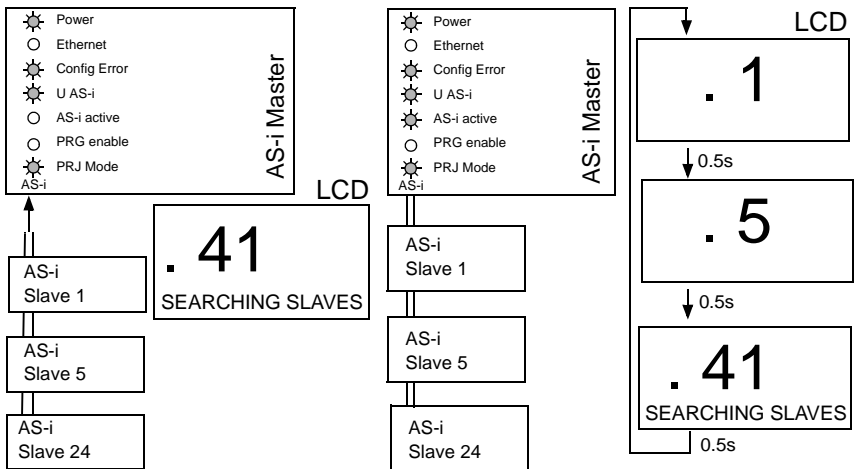 Power
Ethernet
Config Error
U AS-i
AS-i active
PRG enable
PRJ Mode
AS-i
AS-i Master
LCD
. 41
SEARCHING SLAVES
AS-i
Slave 1
AS-i
Slave 5
AS-i
Slave 24
Power
Ethernet
Config Error
U AS-i
AS-i active
PRG enable
PRJ Mode
AS-i
AS-i Master
AS-i
Slave 1
AS-i
Slave 5
AS-i
Slave 24
LCD
. 1
0.5s
. 5
0.5s
. 41
SEARCHING SLAVES
0.5s